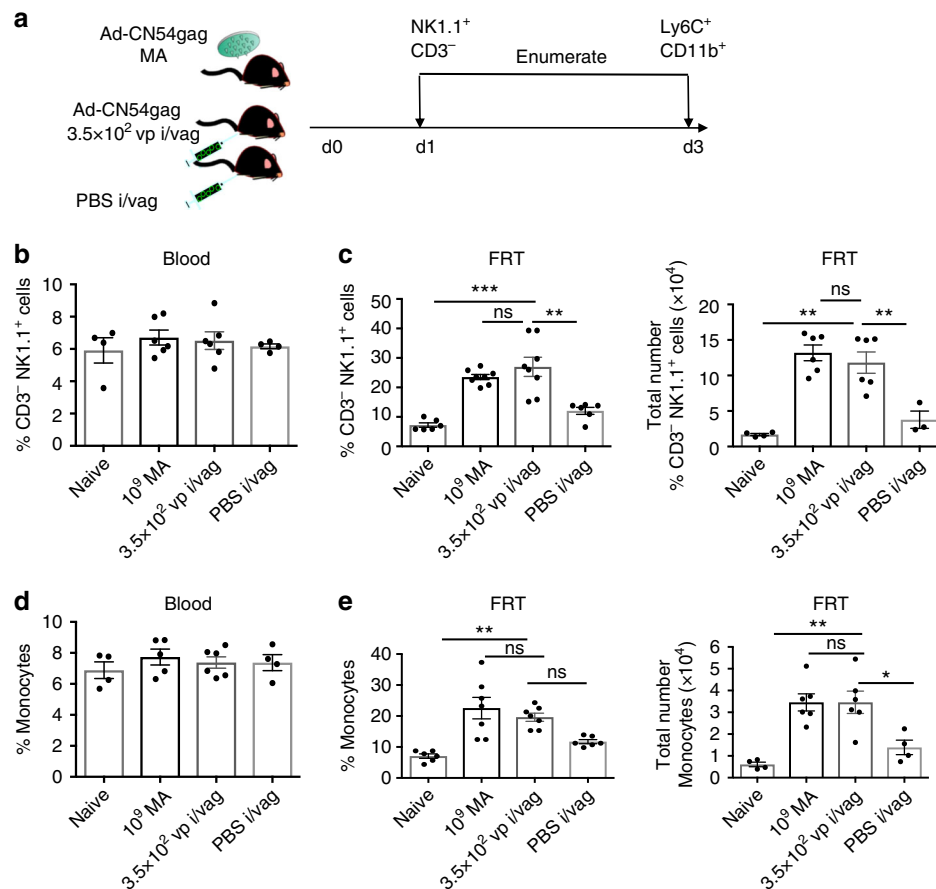 a
Ad-CN54gag
MA
Ad-CN54gag
3.5×10² vp i/vag
PBS i/vag
NK1.1⁺
CD3⁻
Enumerate
Ly6C⁺
CD11b⁺
d0
d1
d3
b
Blood
% CD3⁻ NK1.1⁺ cells
10
8
6
4
2
0
Naive
10⁹ MA
3.5×10² vp i/vag
PBS i/vag
c
FRT
% CD3⁻ NK1.1⁺ cells
50
40
30
20
10
0
***
ns
**
Naive
10⁹ MA
3.5×10² vp i/vag
PBS i/vag
FRT
Total number
% CD3⁻ NK1.1⁺ cells (×10⁴)
20
15
10
5
0
ns
**
**
Naive
10⁹ MA
3.5×10² vp i/vag
PBS i/vag
d
Blood
% Monocytes
10
8
6
4
2
0
Naive
10⁹ MA
3.5×10² vp i/vag
PBS i/vag
e
FRT
% Monocytes
40
30
20
10
0
**
ns
ns
Naive
10⁹ MA
3.5×10² vp i/vag
PBS i/vag
FRT
Total number
Monocytes (×10⁴)
6
4
3
2
1
0
**
ns
*
Naive
10⁹ MA
3.5×10² vp i/vag
PBS i/vag